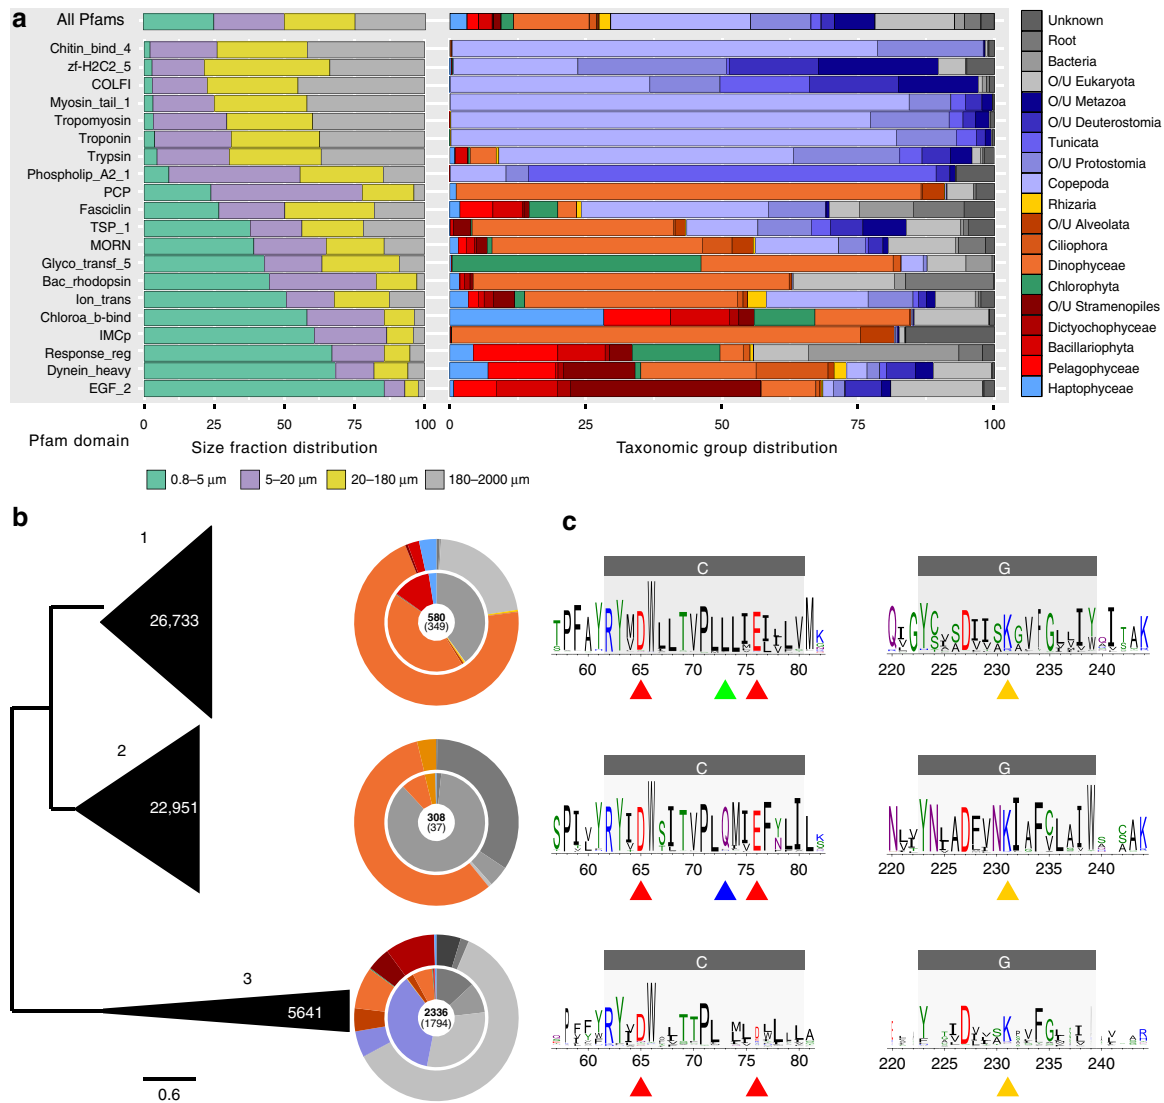 a
All Pfams
Chitin_bind_4
zf-H2C2_5
COLFI
Myosin_tail_1
Tropomyosin
Troponin
Trypsin
Phospholip_A2_1
PCP
Fasciclin
TSP_1
MORN
Glyco_transf_5
Bac_rhodopsin
Ion_trans
Chloroa_b-bind
IMCp
Response_reg
Dynein_heavy
EGF_2
Pfam domain
0 25 50 75 100
Size fraction distribution
0 25 50 75 100
Taxonomic group distribution
0.8–5 µm 5–20 µm 20–180 µm 180–2000 µm
Unknown
Root
Bacteria
O/U Eukaryota
O/U Metazoa
O/U Deuterostomia
Tunicata
O/U Protostomia
Copepoda
Rhizaria
O/U Alveolata
Ciliophora
Dinophyceae
Chlorophyta
O/U Stramenopiles
Dictyochophyceae
Bacillariophyta
Pelagophyceae
Haptophyceae
b
1
26,733
580
(349)
2
22,951
308
(37)
3
5641
2336
(1794)
0.6
c
C
60 65 70 75 80
G
220 225 230 235 240
C
60 65 70 75 80
G
220 225 230 235 240
C
60 65 70 75 80
G
220 225 230 235 240